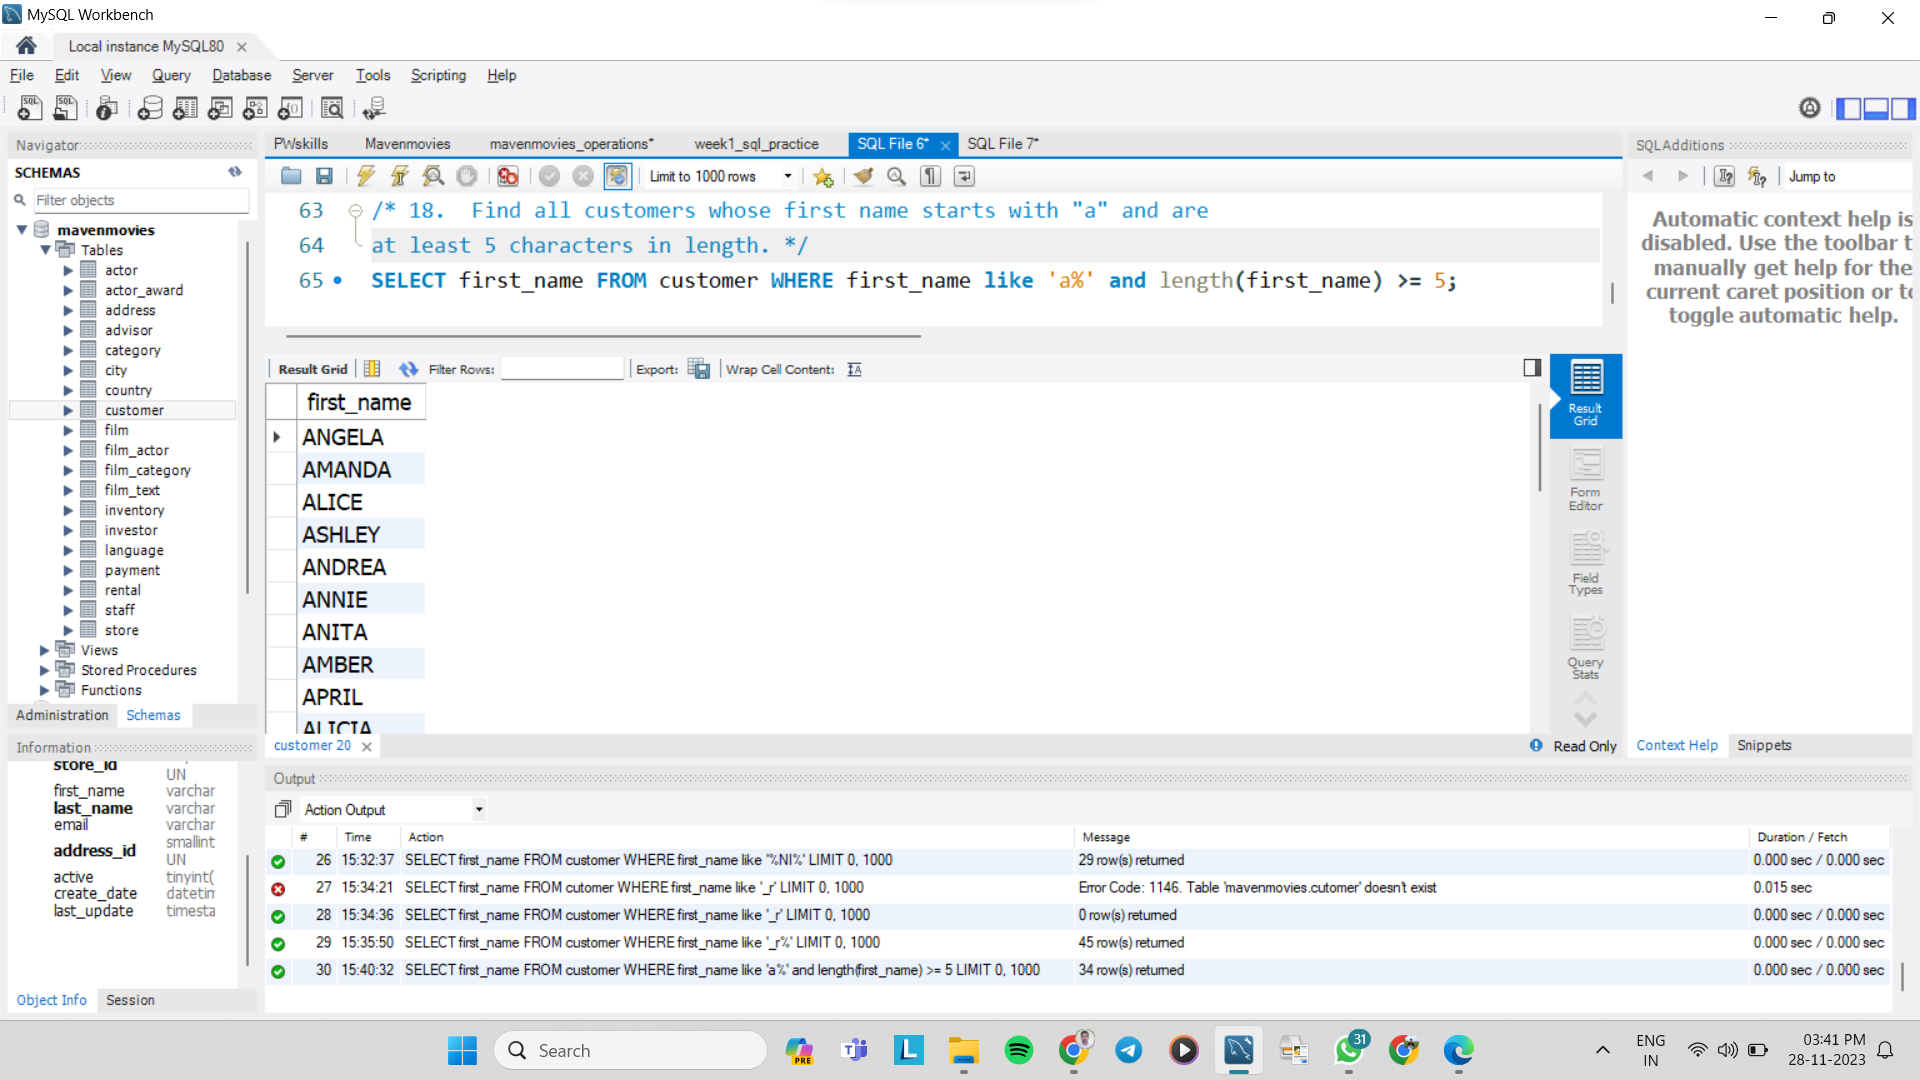 MySQL Workbench
Local instance MySQL80
File Edit View Query Database Server Tools Scripting Help
Navigator
SCHEMAS
Filter objects
mavenmovies
Tables
actor
actor_award
address
advisor
category
city
country
customer
film
film_actor
film_category
film_text
inventory
investor
language
payment
rental
staff
store
Views
Stored Procedures
Functions
Administration Schemas
Information
store_id
UN
first_name varchar
last_name varchar
email varchar
smallint
address_id UN
active tinyint(
create_date datetin
last_update timesta
Object Info Session
PWskills Mavenmovies mavenmovies_operations* week1_sql_practice SQL File 6* SQL File 7*
Limit to 1000 rows
63 /* 18. Find all customers whose first name starts with "a" and are
64 at least 5 characters in length. */
65 SELECT first_name FROM customer WHERE first_name like 'a%' and length(first_name) >= 5;
Result Grid Filter Rows: Export: Wrap Cell Content:
first_name
ANGELA
AMANDA
ALICE
ASHLEY
ANDREA
ANNIE
ANITA
AMBER
APRIL
ALICIA
Result
Grid
Form
Editor
Field
Types
Query
Stats
customer 20
Read Only
SQLAdditions
Jump to
Automatic context help is
disabled. Use the toolbar t
manually get help for the
current caret position or to
toggle automatic help.
Context Help Snippets
Output
Action Output
# Time Action Message Duration / Fetch
26 15:32:37 SELECT first_name FROM customer WHERE first_name like '%NI%' LIMIT 0, 1000 29 row(s) returned 0.000 sec / 0.000 sec
27 15:34:21 SELECT first_name FROM cutomer WHERE first_name like '_r' LIMIT 0, 1000 Error Code: 1146. Table 'mavenmovies.cutomer' doesn't exist 0.015 sec
28 15:34:36 SELECT first_name FROM customer WHERE first_name like '_r' LIMIT 0, 1000 0 row(s) returned 0.000 sec / 0.000 sec
29 15:35:50 SELECT first_name FROM customer WHERE first_name like '_r%' LIMIT 0, 1000 45 row(s) returned 0.000 sec / 0.000 sec
30 15:40:32 SELECT first_name FROM customer WHERE first_name like 'a%' and length(first_name) >= 5 LIMIT 0, 1000 34 row(s) returned 0.000 sec / 0.000 sec
Search
PRE
31
ENG
IN
03:41 PM
28-11-2023